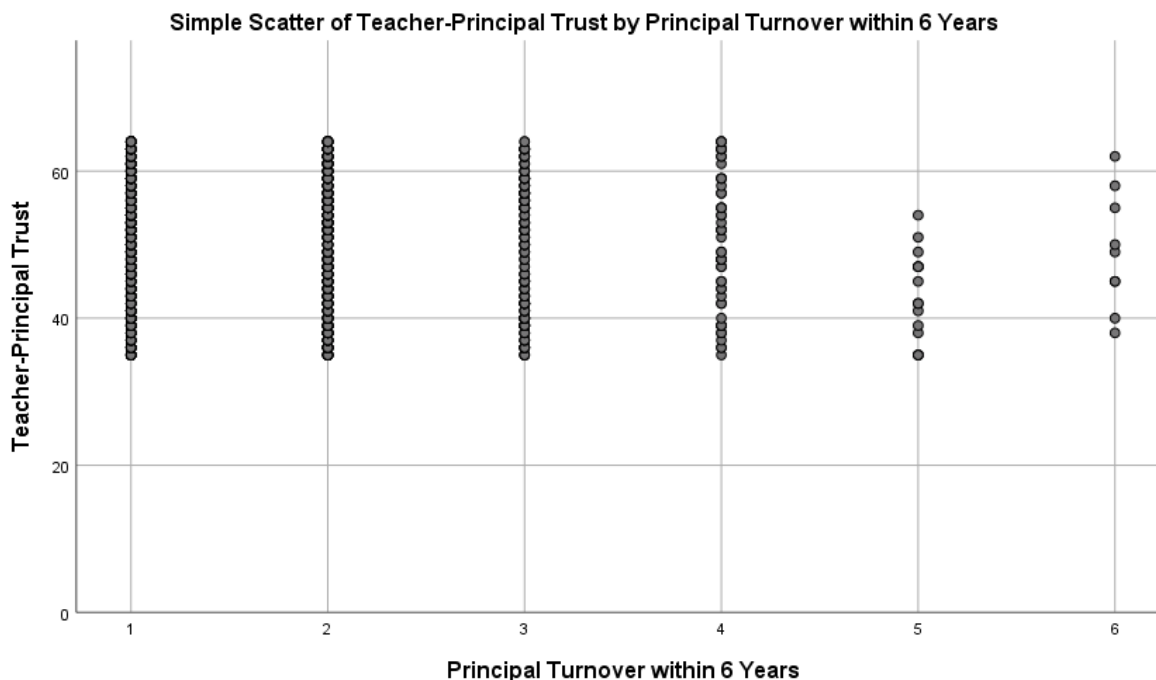 Simple Scatter of Teacher-Principal Trust by Principal Turnover within 6 Years
Teacher-Principal Trust
60
40
20
0
1 2 3 4 5 6
Principal Turnover within 6 Years